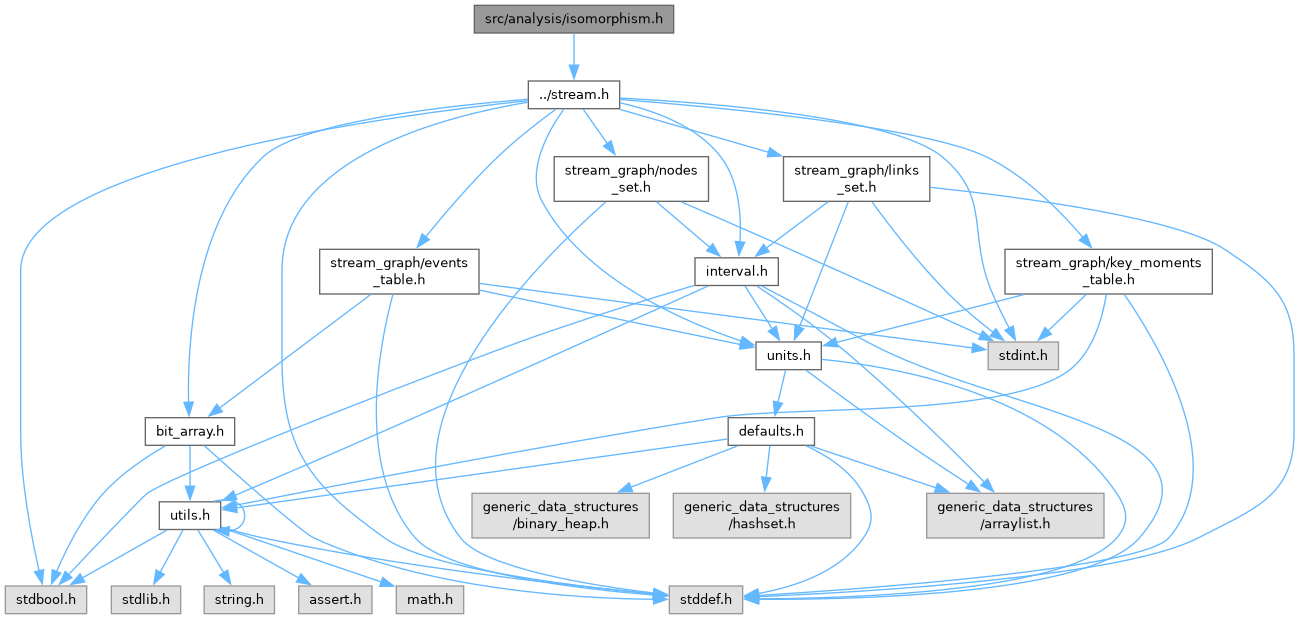 src/analysis/isomorphism.h
../stream.h
stream_graph/nodes
_set.h
stream_graph/links
_set.h
stream_graph/events
_table.h
interval.h
stream_graph/key_moments
_table.h
units.h
stdint.h
bit_array.h
defaults.h
utils.h
generic_data_structures
/binary_heap.h
generic_data_structures
/hashset.h
generic_data_structures
/arraylist.h
stdbool.h
stdlib.h
string.h
assert.h
math.h
stddef.h